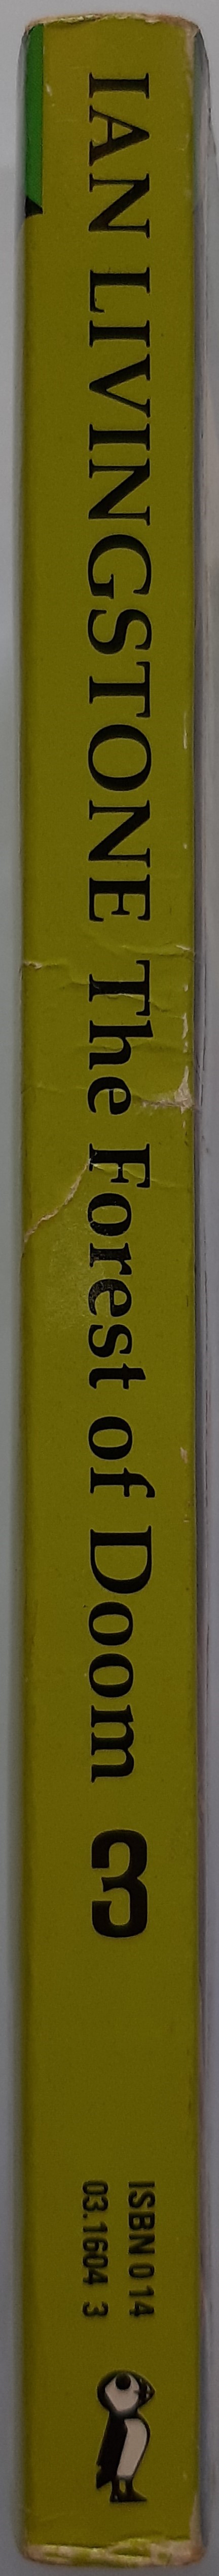 IAN LIVINGSTONE The Forest of Doom 3
ISBN 0 14
03.1604 3